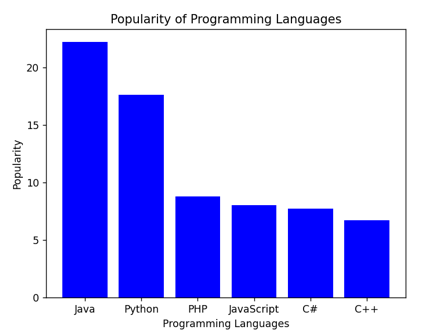 Popularity of Programming Languages
Popularity
20
15
10
5
0
Java Python PHP JavaScript C# C++
Programming Languages